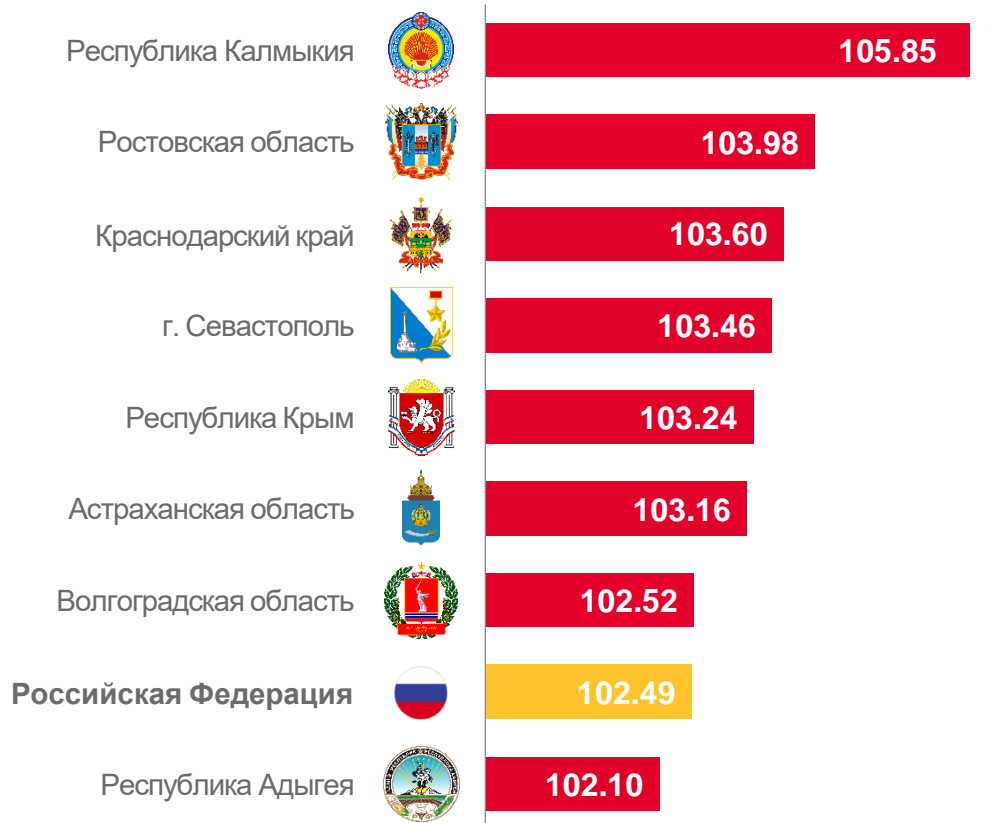 Республика Калмыкия 105.85
Ростовская область 103.98
Краснодарский край 103.60
г. Севастополь 103.46
Республика Крым 103.24
Астраханская область 103.16
Волгоградская область 102.52
Российская Федерация 102.49
Республика Адыгея 102.10